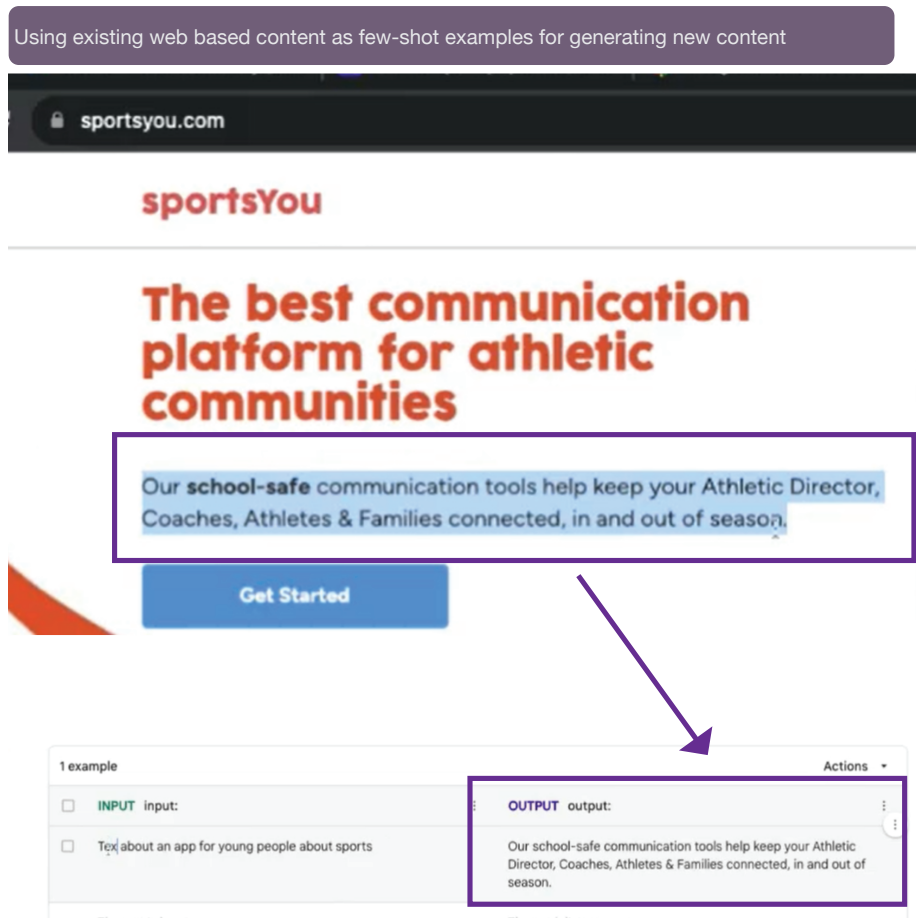 Using existing web based content as few-shot examples for generating new content
sportsyou.com
sportsYou
The best communication
platform for athletic
communities
Our school-safe communication tools help keep your Athletic Director,
Coaches, Athletes & Families connected, in and out of season.
Get Started
1 example
Actions
INPUT input:
OUTPUT output:
Tex about an app for young people about sports
Our school-safe communication tools help keep your Athletic
Director, Coaches, Athletes & Families connected, in and out of
season.